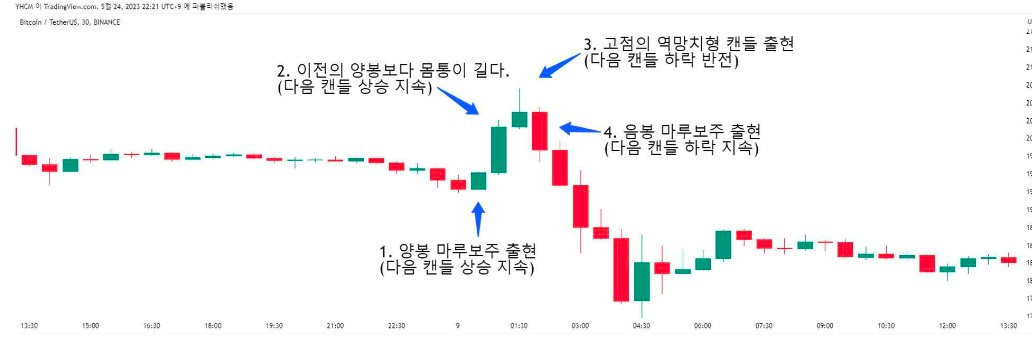 YHCM 이 TradingView.com, 5월 24, 2023 22:21 UTC+9 에 퍼블리쉬했음
Bitcoin / TetherUS, 30, BINANCE
3. 고점의 역망치형 캔들 출현
(다음 캔들 하락 반전)
2. 이전의 양봉보다 몸통이 길다.
(다음 캔들 상승 지속)
4. 음봉 마루보주 출현
(다음 캔들 하락 지속)
1. 양봉 마루보주 출현
(다음 캔들 상승 지속)
13:30 15:00 16:30 18:00 19:30 21:00 22:30 9 01:30 03:00 04:30 06:00 07:30 09:00 10:30 12:00 13:30